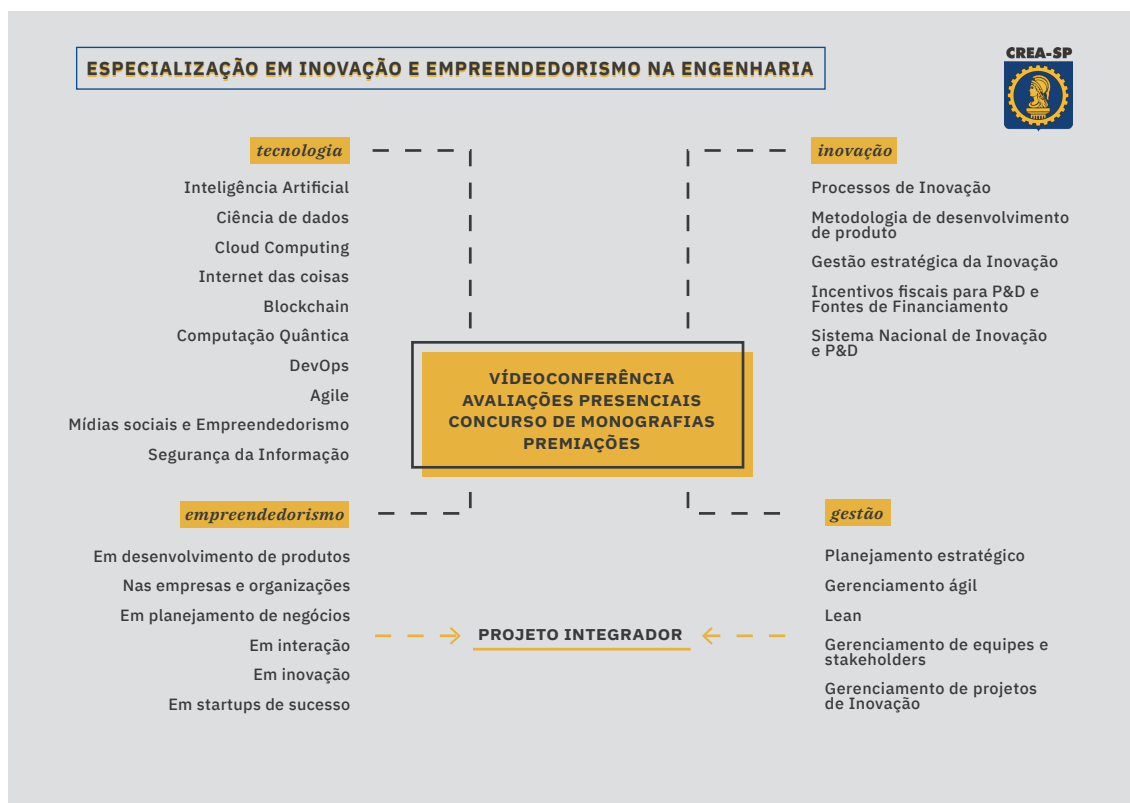 ESPECIALIZAÇÃO EM INOVAÇÃO E EMPREENDEDORISMO NA ENGENHARIA
CREA-SP
tecnologia
Inteligência Artificial
Ciência de dados
Cloud Computing
Internet das coisas
Blockchain
Computação Quântica
DevOps
Agile
Mídias sociais e Empreendedorismo
Segurança da Informação
inovação
Processos de Inovação
Metodologia de desenvolvimento
de produto
Gestão estratégica da Inovação
Incentivos fiscais para P&D e
Fontes de Financiamento
Sistema Nacional de Inovação
e P&D
VÍDEOCONFERÊNCIA
AVALIAÇÕES PRESENCIAIS
CONCURSO DE MONOGRAFIAS
PREMIAÇÕES
empreendedorismo
Em desenvolvimento de produtos
Nas empresas e organizações
Em planejamento de negócios
Em interação
Em inovação
Em startups de sucesso
PROJETO INTEGRADOR
gestão
Planejamento estratégico
Gerenciamento ágil
Lean
Gerenciamento de equipes e
stakeholders
Gerenciamento de projetos
de Inovação